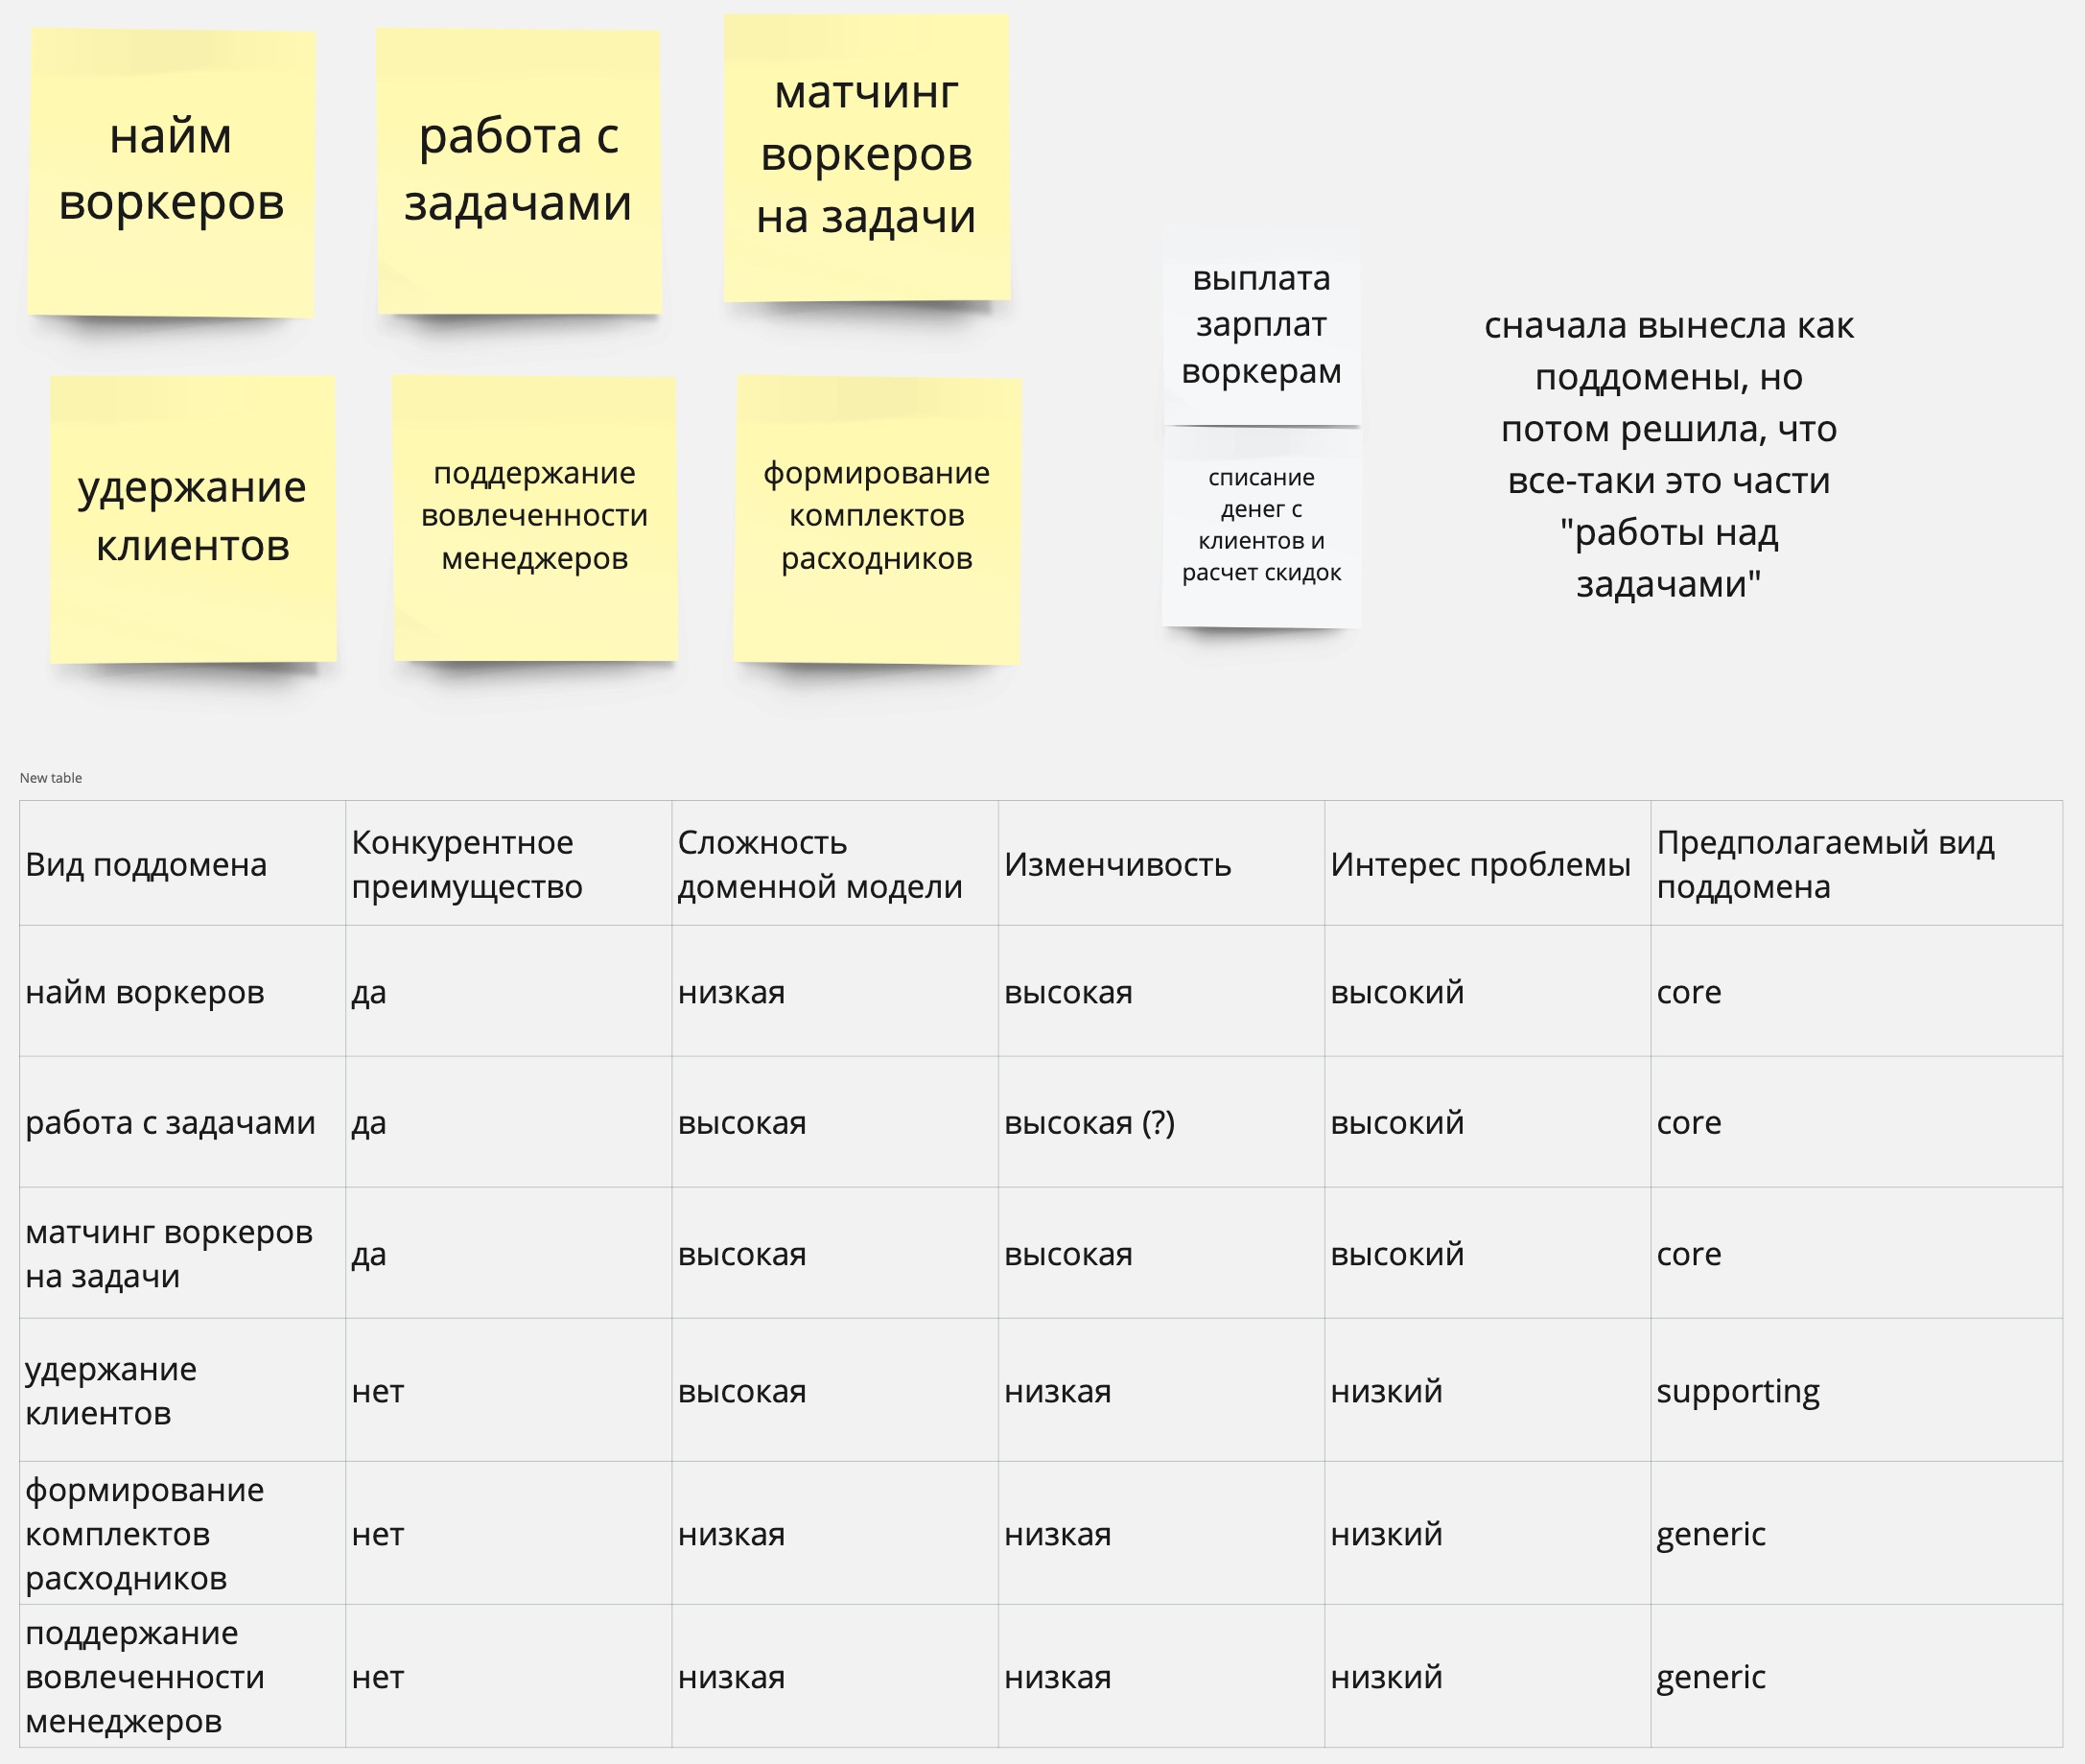 найм
воркеров
работа с
задачами
матчинг
воркеров
на задачи
удержание
клиентов
поддержание
вовлеченности
менеджеров
формирование
комплектов
расходников
выплата
зарплат
воркерам
списание
денег с
клиентов и
расчет скидок
сначала вынесла как
поддомены, но
потом решила, что
все-таки это части
"работы над
задачами"
New table
Вид поддомена
Конкурентное
преимущество
Сложность
доменной модели
Изменчивость
Интерес проблемы
Предполагаемый вид
поддомена
найм воркеров
да
низкая
высокая
высокий
core
работа с задачами
да
высокая
высокая (?)
высокий
core
матчинг воркеров
на задачи
да
высокая
высокая
высокий
core
удержание
клиентов
нет
высокая
низкая
низкий
supporting
формирование
комплектов
расходников
нет
низкая
низкая
низкий
generic
поддержание
вовлеченности
менеджеров
нет
низкая
низкая
низкий
generic